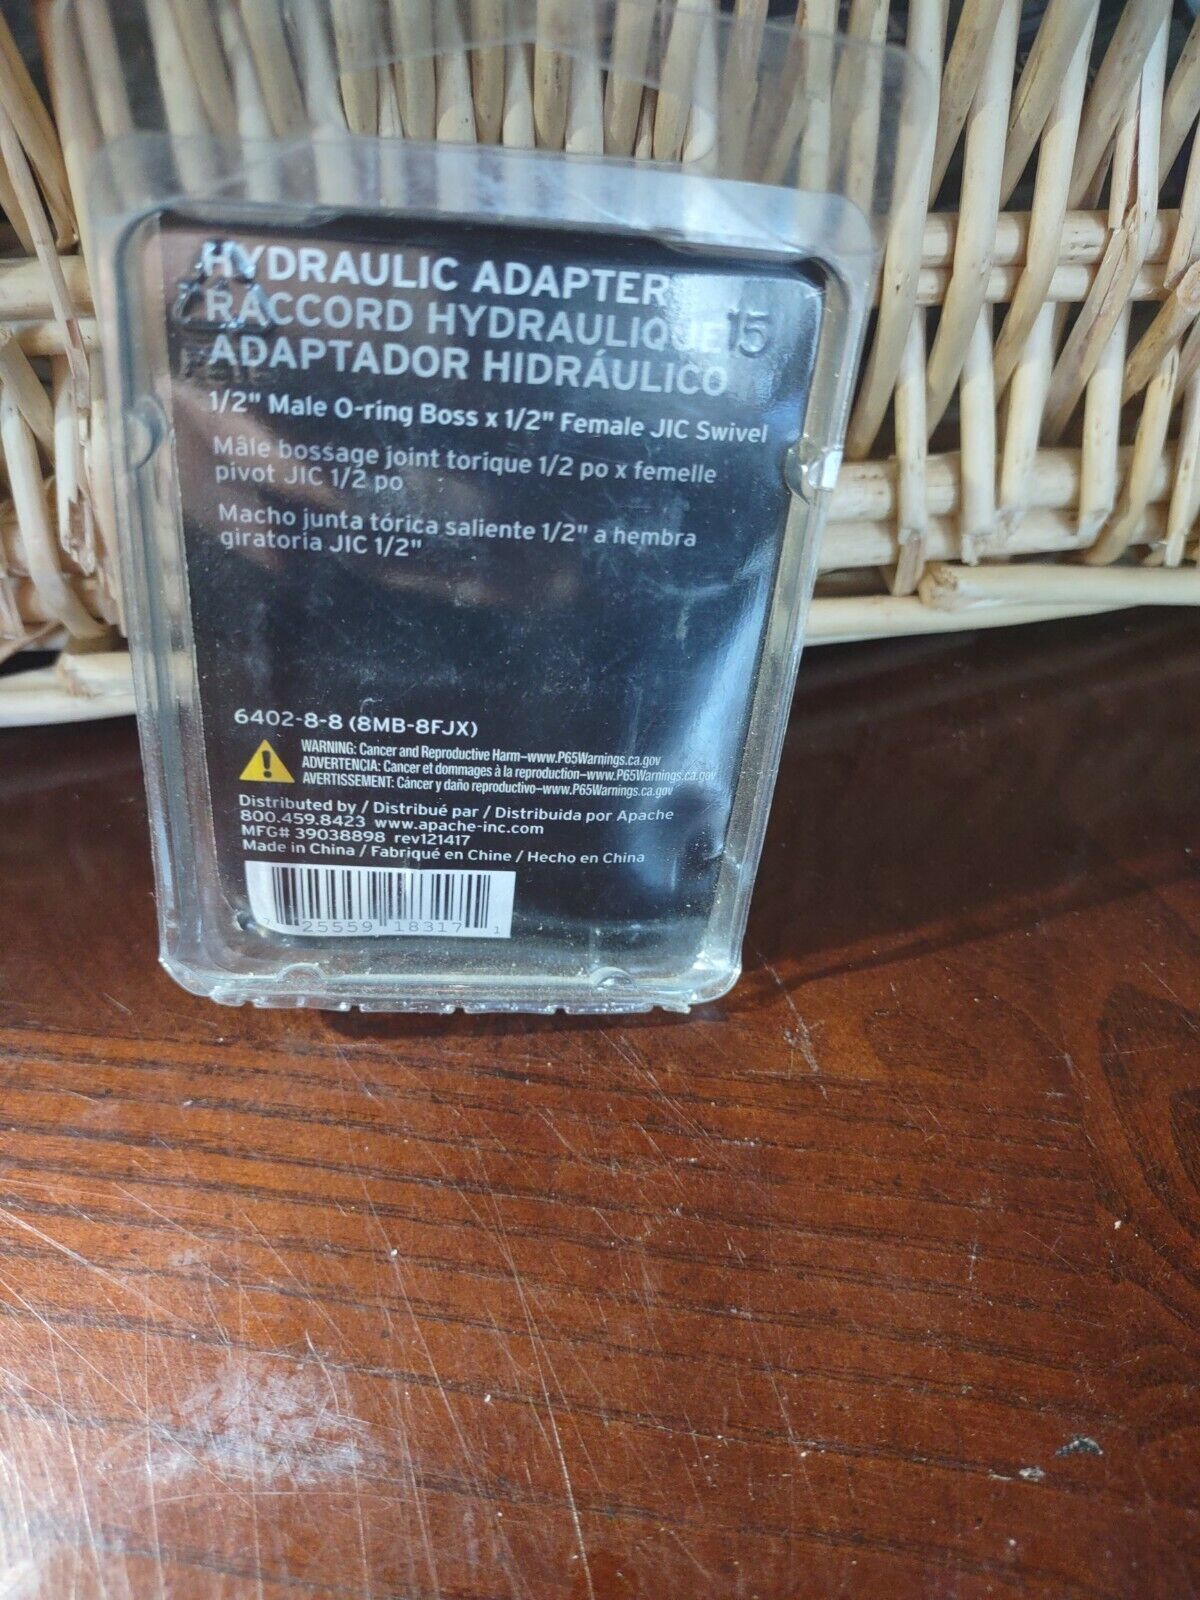 HYDRAULIC ADAPTER
RACCORD HYDRAULIQUE
15
ADAPTADOR HIDRÁULICO
1/2" Male O-ring Boss x 1/2" Female JIC Swivel
Mâle bossage joint torique 1/2 po x femelle
pivot JIC 1/2 po
Macho junta tórica saliente 1/2" a hembra
giratoria JIC 1/2"
6402-8-8 (8MB-8FJX)
WARNING: Cancer and Reproductive Harm–www.P65Warnings.ca.gov
ADVERTENCIA: Cancer et dommages à la reproduction–www.P65Warnings.ca.gov
AVERTISSEMENT: Cáncer y daño reproductivo–www.P65Warnings.ca.gov
Distributed by / Distribué par / Distribuida por Apache
800.459.8423 www.apache-inc.com
MFG# 39038898 rev121417
Made in China / Fabriqué en Chine / Hecho en China
7 25559 18317 1